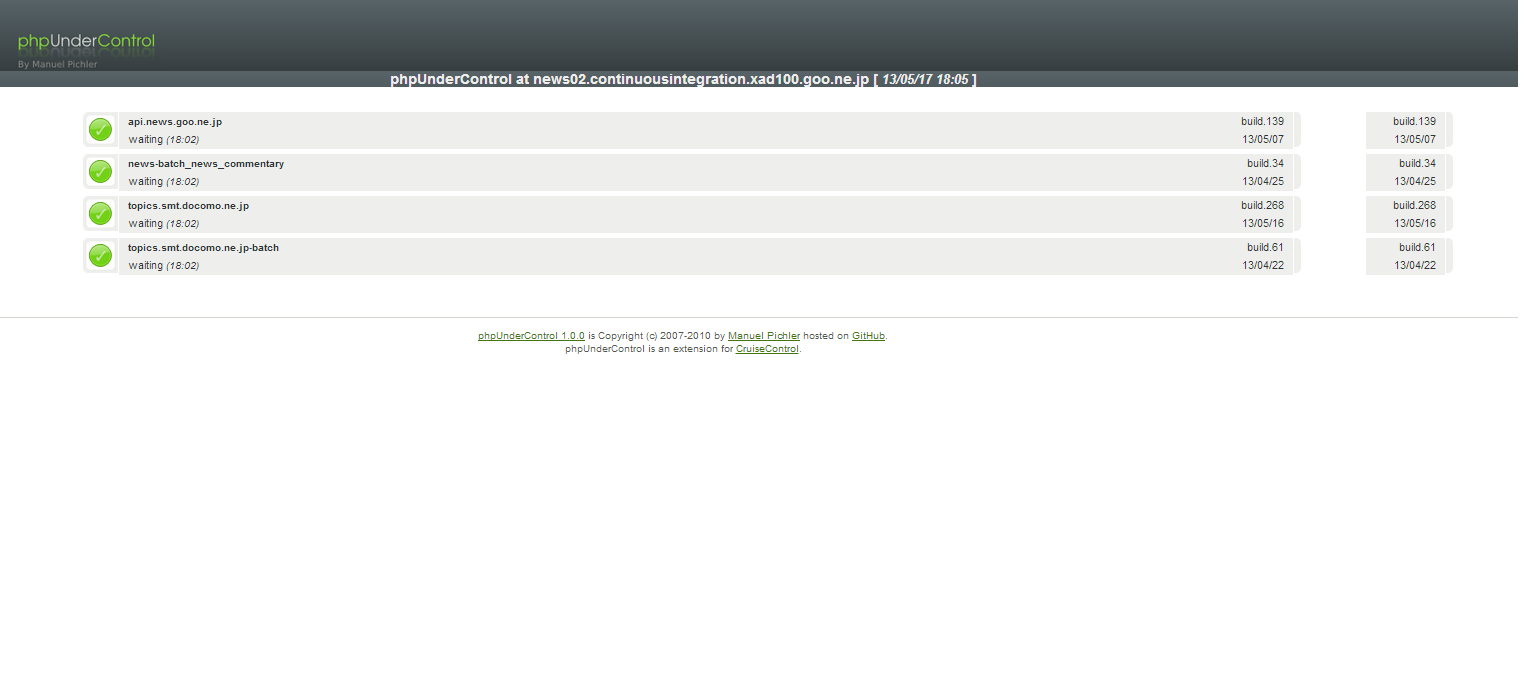 phpUnderControl
By Manuel Pichler
phpUnderControl at news02.continuousintegration.xad100.goo.ne.jp [ 13/05/17 18:05 ]
api.news.goo.ne.jp build.139 build.139
waiting (18:02) 13/05/07 13/05/07
news-batch_news_commentary build.34 build.34
waiting (18:02) 13/04/25 13/04/25
topics.smt.docomo.ne.jp build.268 build.268
waiting (18:02) 13/05/16 13/05/16
topics.smt.docomo.ne.jp-batch build.61 build.61
waiting (18:02) 13/04/22 13/04/22
phpUnderControl 1.0.0 is Copyright (c) 2007-2010 by Manuel Pichler hosted on GitHub.
phpUnderControl is an extension for CruiseControl.